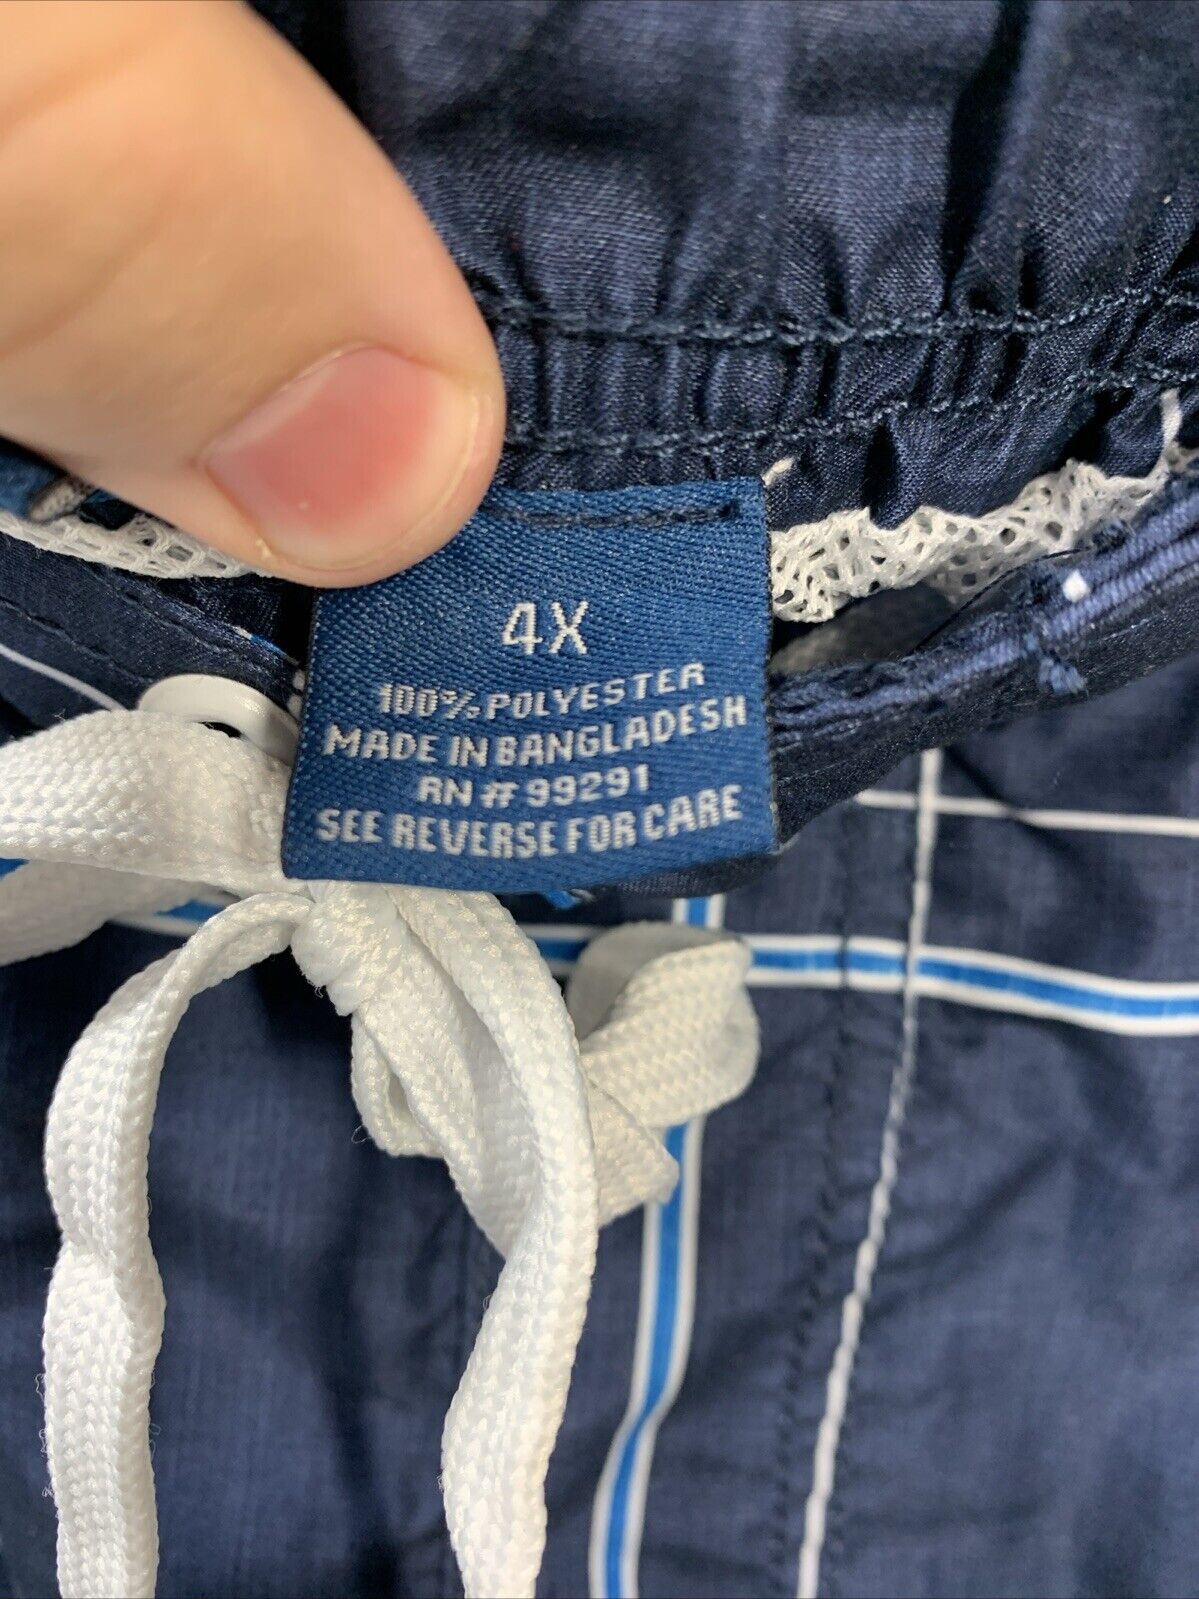 4X
100% POLYESTER
MADE IN BANGLADESH
RN # 99291
SEE REVERSE FOR CARE